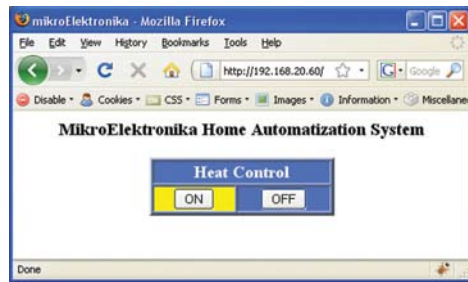 mikroElektronika - Mozilla Firefox
File Edit View History Bookmarks Tools Help
http://192.168.20.60/ G Google
Disable Cookies CSS Forms Images Information Miscellane
MikroElektronika Home Automatization System
Heat Control
ON OFF
Done